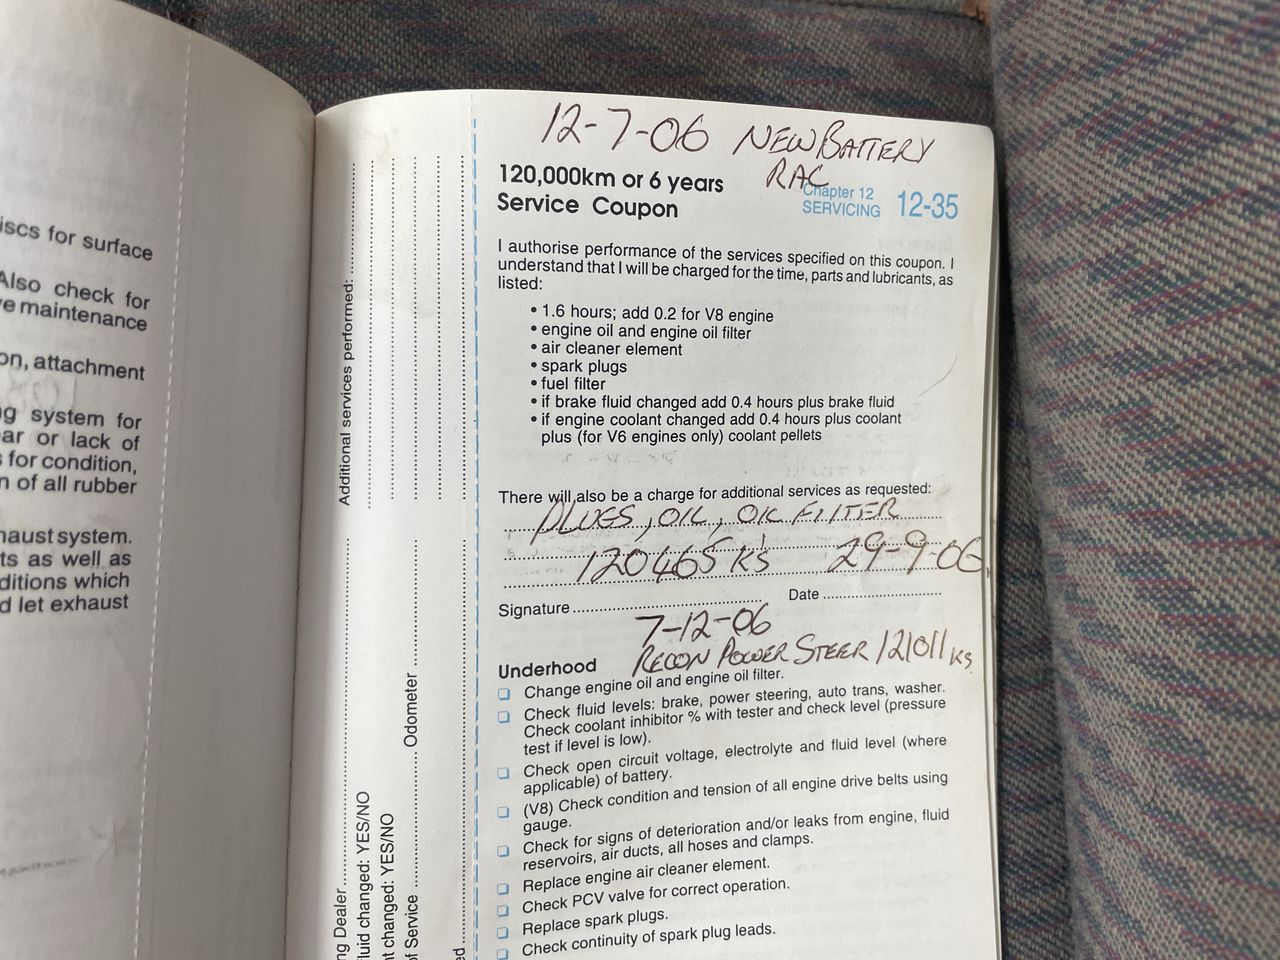 iscs for surface
Also check for
ve maintenance
on, attachment
ng system for
ear or lack of
s for condition,
n of all rubber
haust system.
ts as well as
ditions which
d let exhaust
Additional services performed:
ng Dealer
luid changed: YES/NO
t changed: YES/NO
of Service
Odometer
ed
12-7-06 NEW BATTERY
RAC
120,000km or 6 years
Service Coupon
Chapter 12
SERVICING 12-35
I authorise performance of the services specified on this coupon. I
understand that I will be charged for the time, parts and lubricants, as
listed:
• 1.6 hours; add 0.2 for V8 engine
• engine oil and engine oil filter
• air cleaner element
• spark plugs
• fuel filter
• if brake fluid changed add 0.4 hours plus brake fluid
• if engine coolant changed add 0.4 hours plus coolant
plus (for V6 engines only) coolant pellets
There will also be a charge for additional services as requested:
PLUGS, OIL, OIL FILTER
120465 Ks 29-9-06
Signature Date
7-12-06
RECON POWER STEER 121011 KS
Underhood
❏ Change engine oil and engine oil filter.
❏ Check fluid levels: brake, power steering, auto trans, washer.
Check coolant inhibitor % with tester and check level (pressure
test if level is low).
❏ Check open circuit voltage, electrolyte and fluid level (where
applicable) of battery.
❏ (V8) Check condition and tension of all engine drive belts using
gauge.
❏ Check for signs of deterioration and/or leaks from engine, fluid
reservoirs, air ducts, all hoses and clamps.
❏ Replace engine air cleaner element.
❏ Check PCV valve for correct operation.
❏ Replace spark plugs.
❏ Check continuity of spark plug leads.